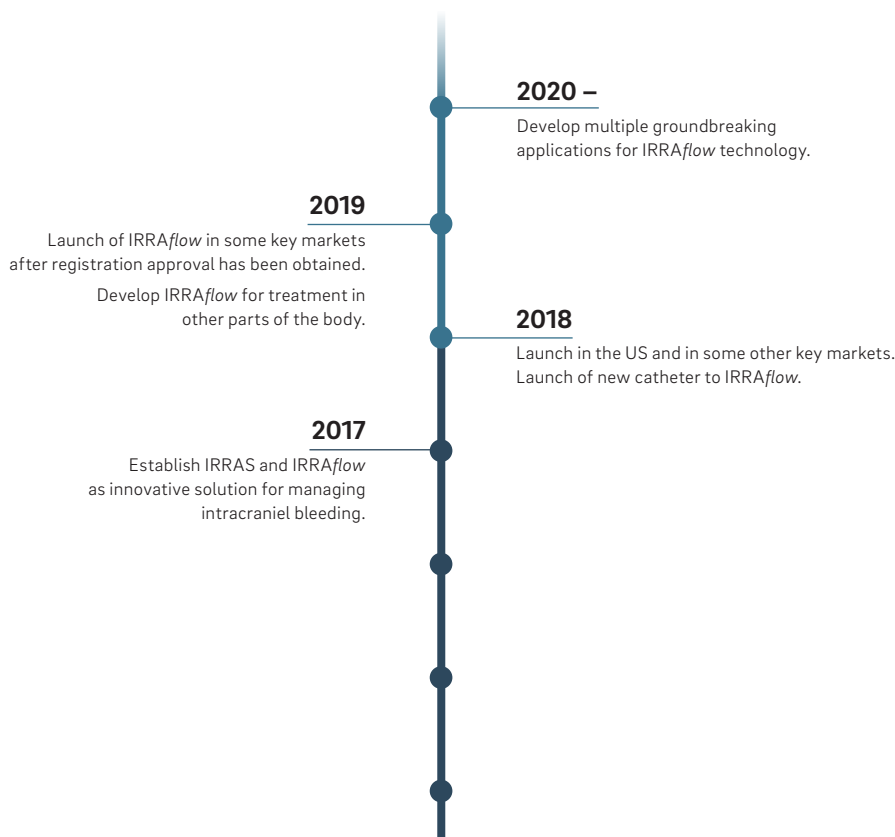 2020 –
Develop multiple groundbreaking
applications for IRRAflow technology.
2019
Launch of IRRAflow in some key markets
after registration approval has been obtained.
Develop IRRAflow for treatment in
other parts of the body.
2018
Launch in the US and in some other key markets.
Launch of new catheter to IRRAflow.
2017
Establish IRRAS and IRRAflow
as innovative solution for managing
intracraniel bleeding.